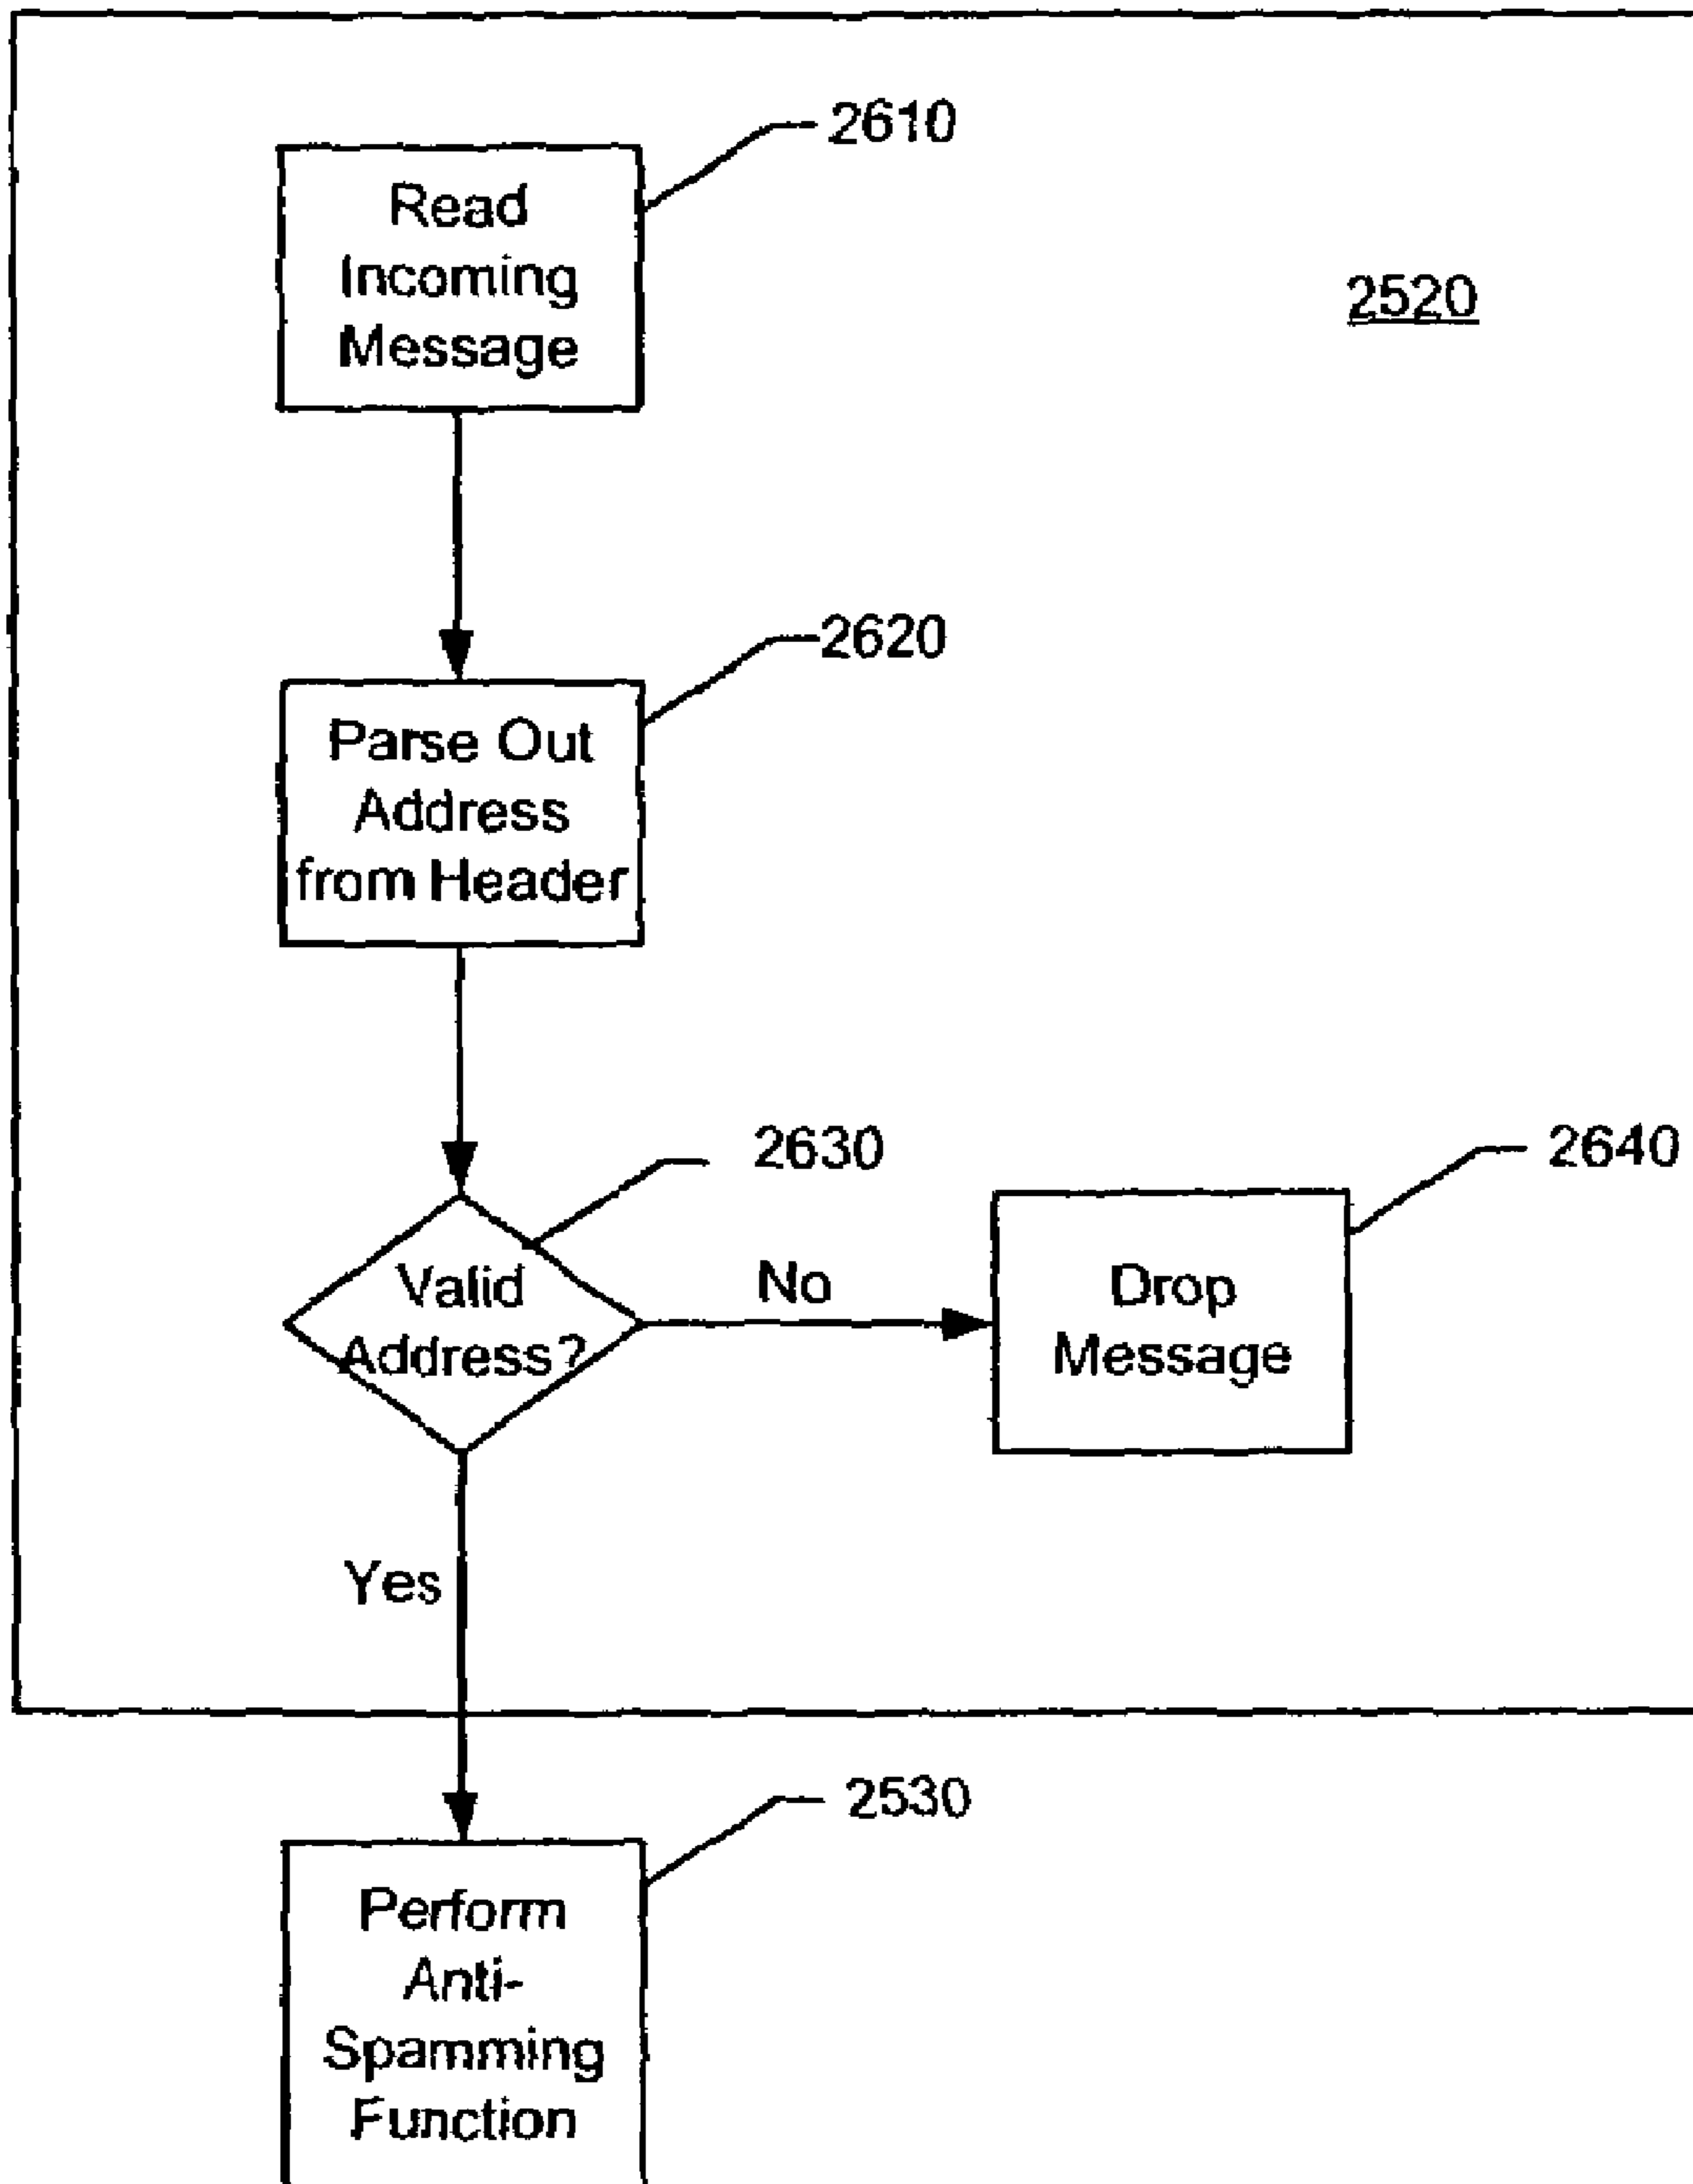 2610
Read
Incoming
Message
2520
2620
Parse Out
Address
from Header
2630
2640
Valid
Address?
No
Drop
Message
Yes
2530
Perform
Anti-
Spamming
Function